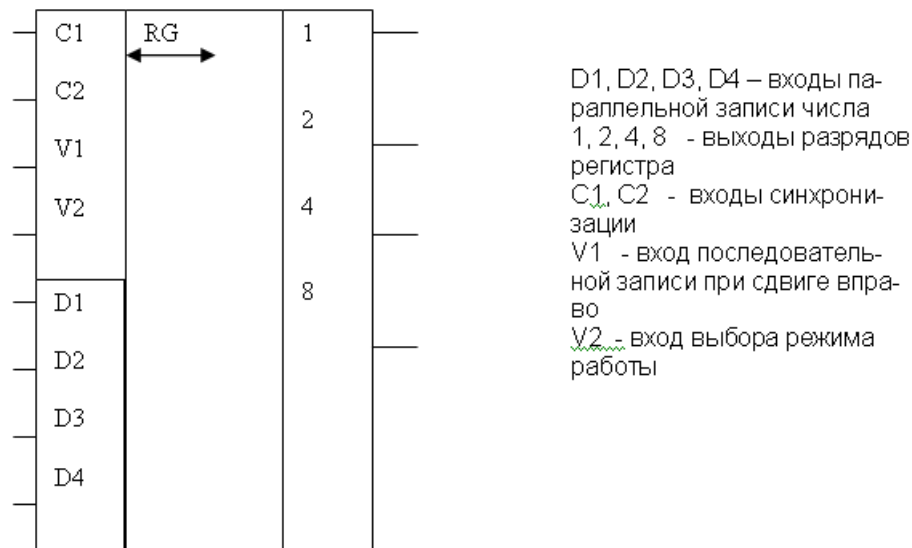 C1 RG 1
C2
2
V1
V2 4
8
D1
D2
D3
D4
D1, D2, D3, D4 – входы па-
раллельной записи числа
1, 2, 4, 8 - выходы разрядов
регистра
C1, C2 - входы синхрони-
зации
V1 - вход последователь-
ной записи при сдвиге впра-
во
V2 - вход выбора режима
работы